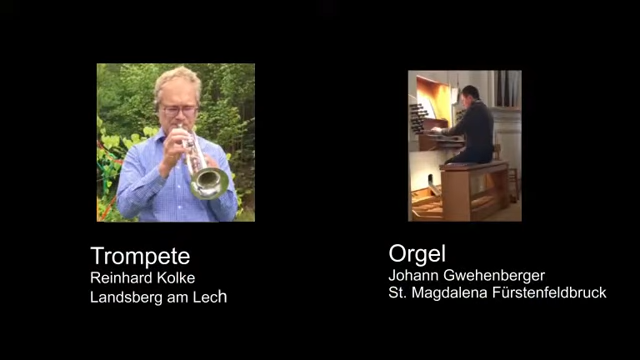 Trompete
Reinhard Kolke
Landsberg am Lech
Orgel
Johann Gwehenberger
St. Magdalena Fürstenfeldbruck